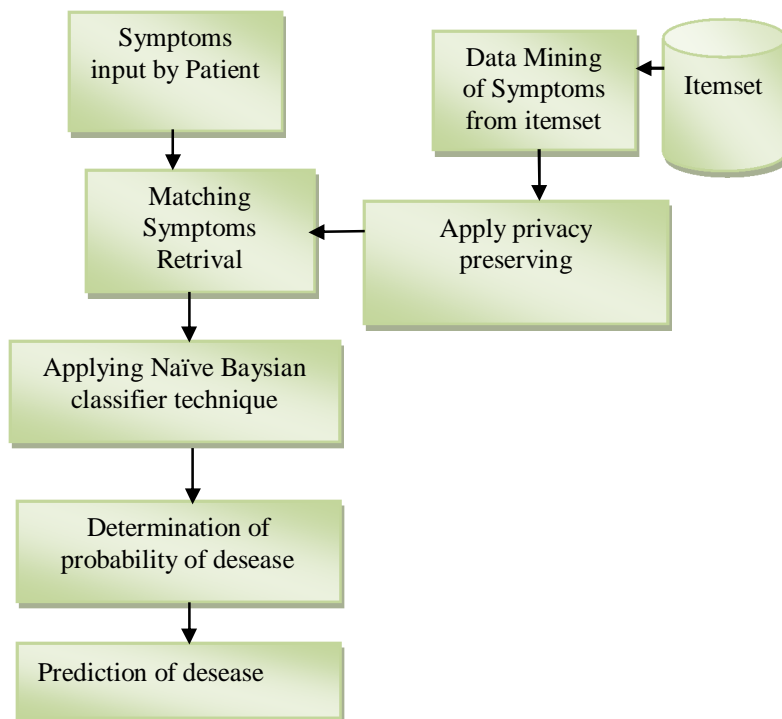 Symptoms
input by Patient
Data Mining
of Symptoms
from itemset
Itemset
Matching
Symptoms
Retrival
Apply privacy
preserving
Applying Naïve Baysian
classifier technique
Determination of
probability of desease
Prediction of desease